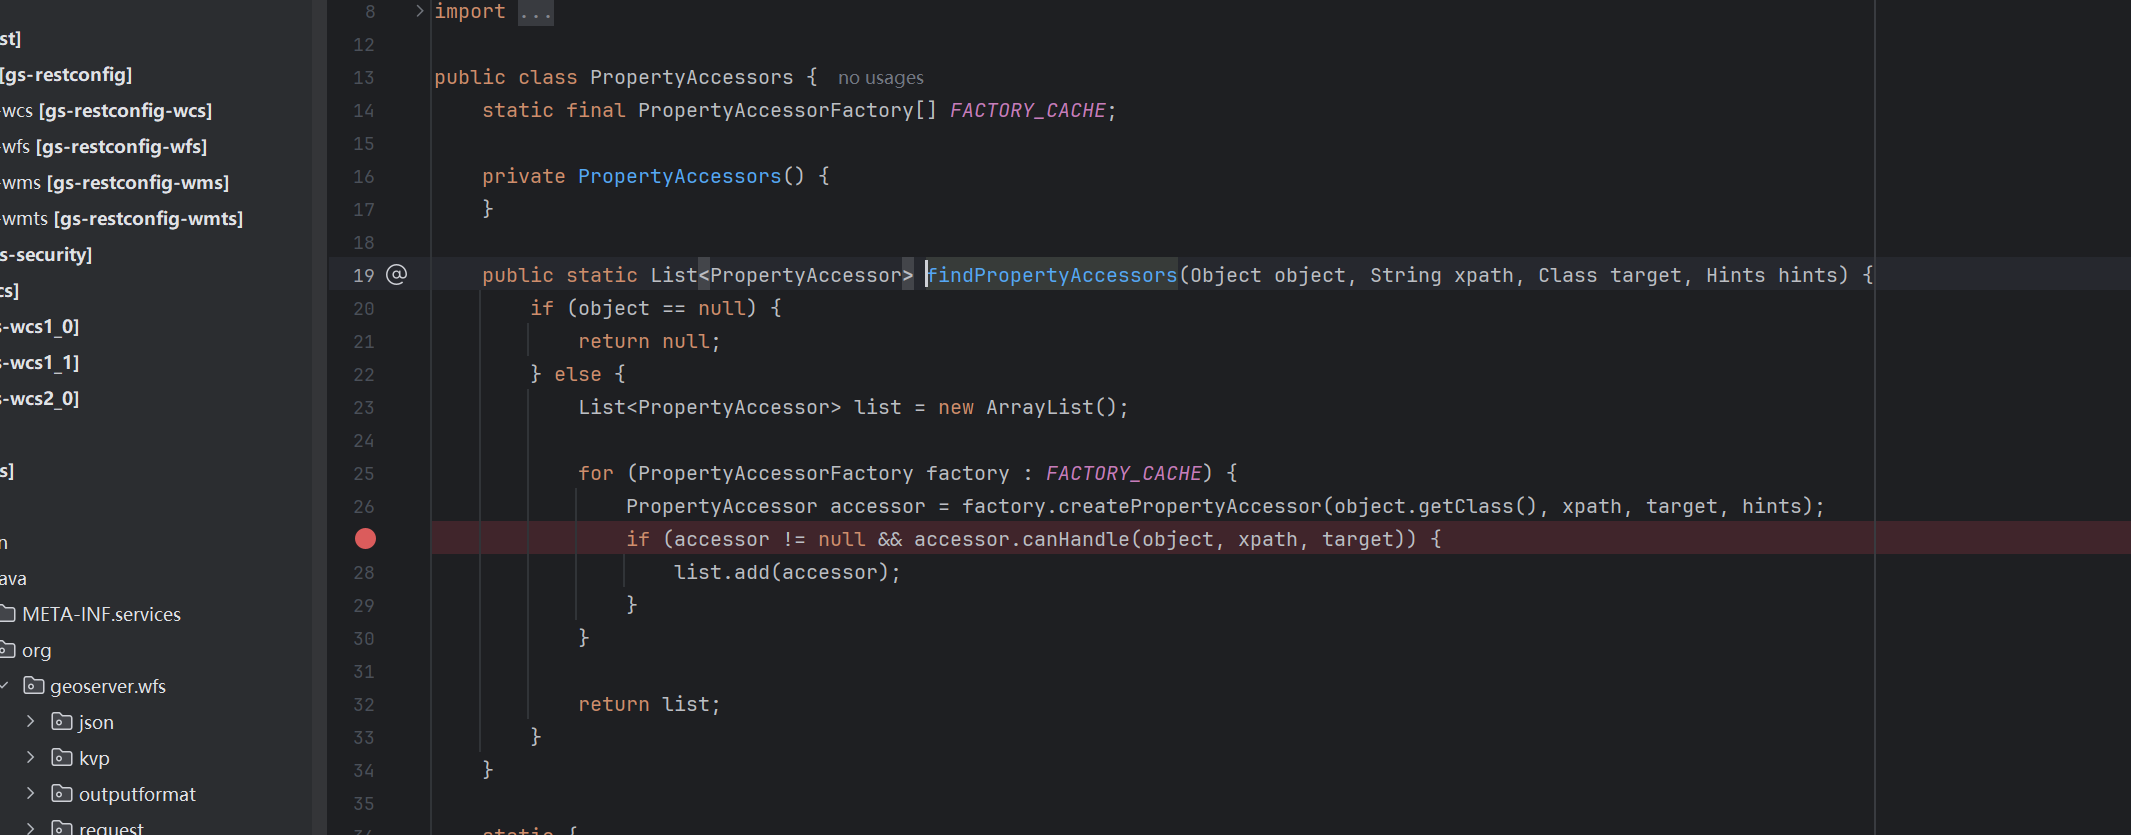 st]
[gs-restconfig]
-wcs [gs-restconfig-wcs]
-wfs [gs-restconfig-wfs]
-wms [gs-restconfig-wms]
-wmts [gs-restconfig-wmts]
s-security]
cs]
s-wcs1_0]
s-wcs1_1]
s-wcs2_0]
s]
n
ava
META-INF.services
org
geoserver.wfs
json
kvp
outputformat
request
8 import ...
12
13 public class PropertyAccessors { no usages
14 static final PropertyAccessorFactory[] FACTORY_CACHE;
15
16 private PropertyAccessors() {
17 }
18
19 @ public static List<PropertyAccessor> findPropertyAccessors(Object object, String xpath, Class target, Hints hints) {
20 if (object == null) {
21 return null;
22 } else {
23 List<PropertyAccessor> list = new ArrayList();
24
25 for (PropertyAccessorFactory factory : FACTORY_CACHE) {
26 PropertyAccessor accessor = factory.createPropertyAccessor(object.getClass(), xpath, target, hints);
if (accessor != null && accessor.canHandle(object, xpath, target)) {
28 list.add(accessor);
29 }
30 }
31
32 return list;
33 }
34 }
35
static {